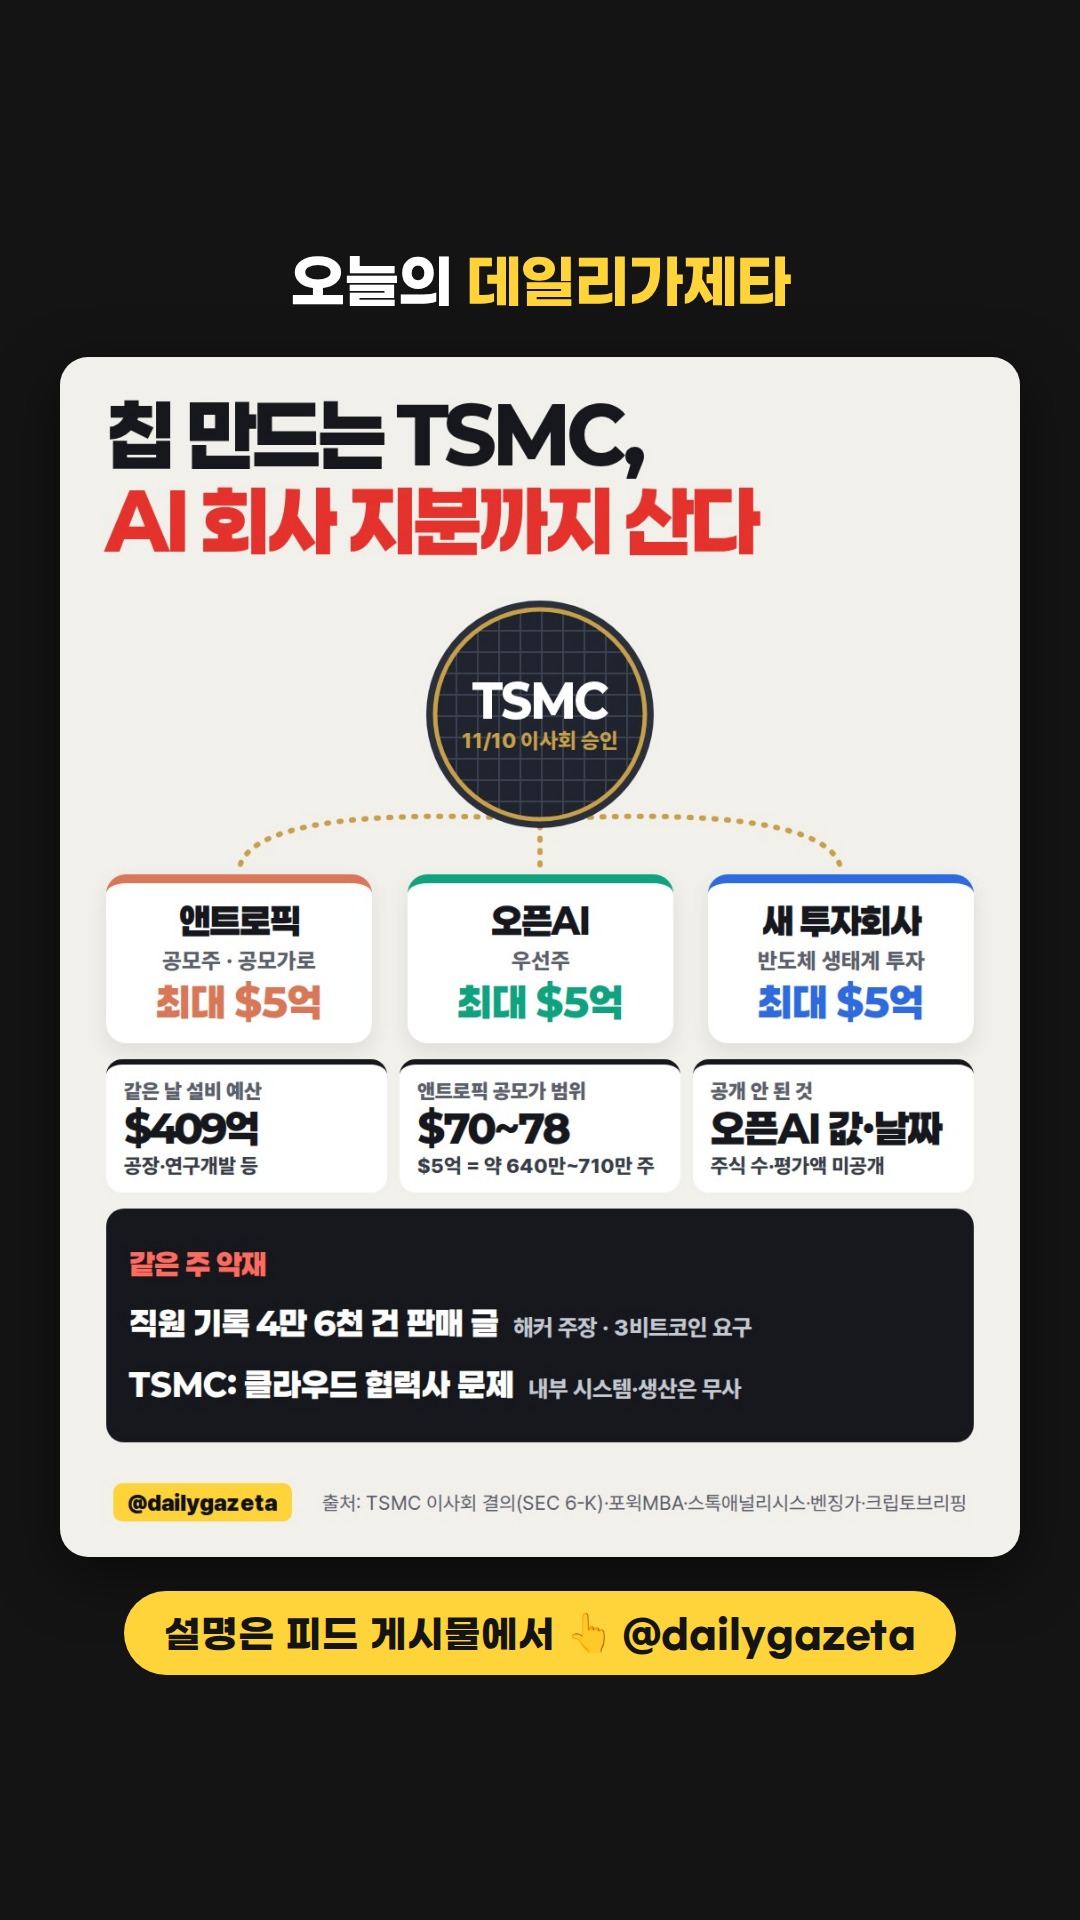 오늘의 데일리가제타
칩 만드는 TSMC,
AI 회사 지분까지 산다
TSMC
11/10 이사회 승인
앤트로픽
공모주 · 공모가로
최대 $5억
오픈AI
우선주
최대 $5억
새 투자회사
반도체 생태계 투자
최대 $5억
같은 날 설비 예산
$409억
공장·연구개발 등
앤트로픽 공모가 범위
$70~78
$5억 = 약 640만~710만 주
공개 안 된 것
오픈AI 값·날짜
주식 수·평가액 미공개
같은 주 악재
직원 기록 4만 6천 건 판매 글 해커 주장 · 3비트코인 요구
TSMC: 클라우드 협력사 문제 내부 시스템·생산은 무사
@dailygazeta 출처: TSMC 이사회 결의(SEC 6-K)·포윅MBA·스톡애널리시스·벤징가·크립토브리핑
설명은 피드 게시물에서 👆 @dailygazeta